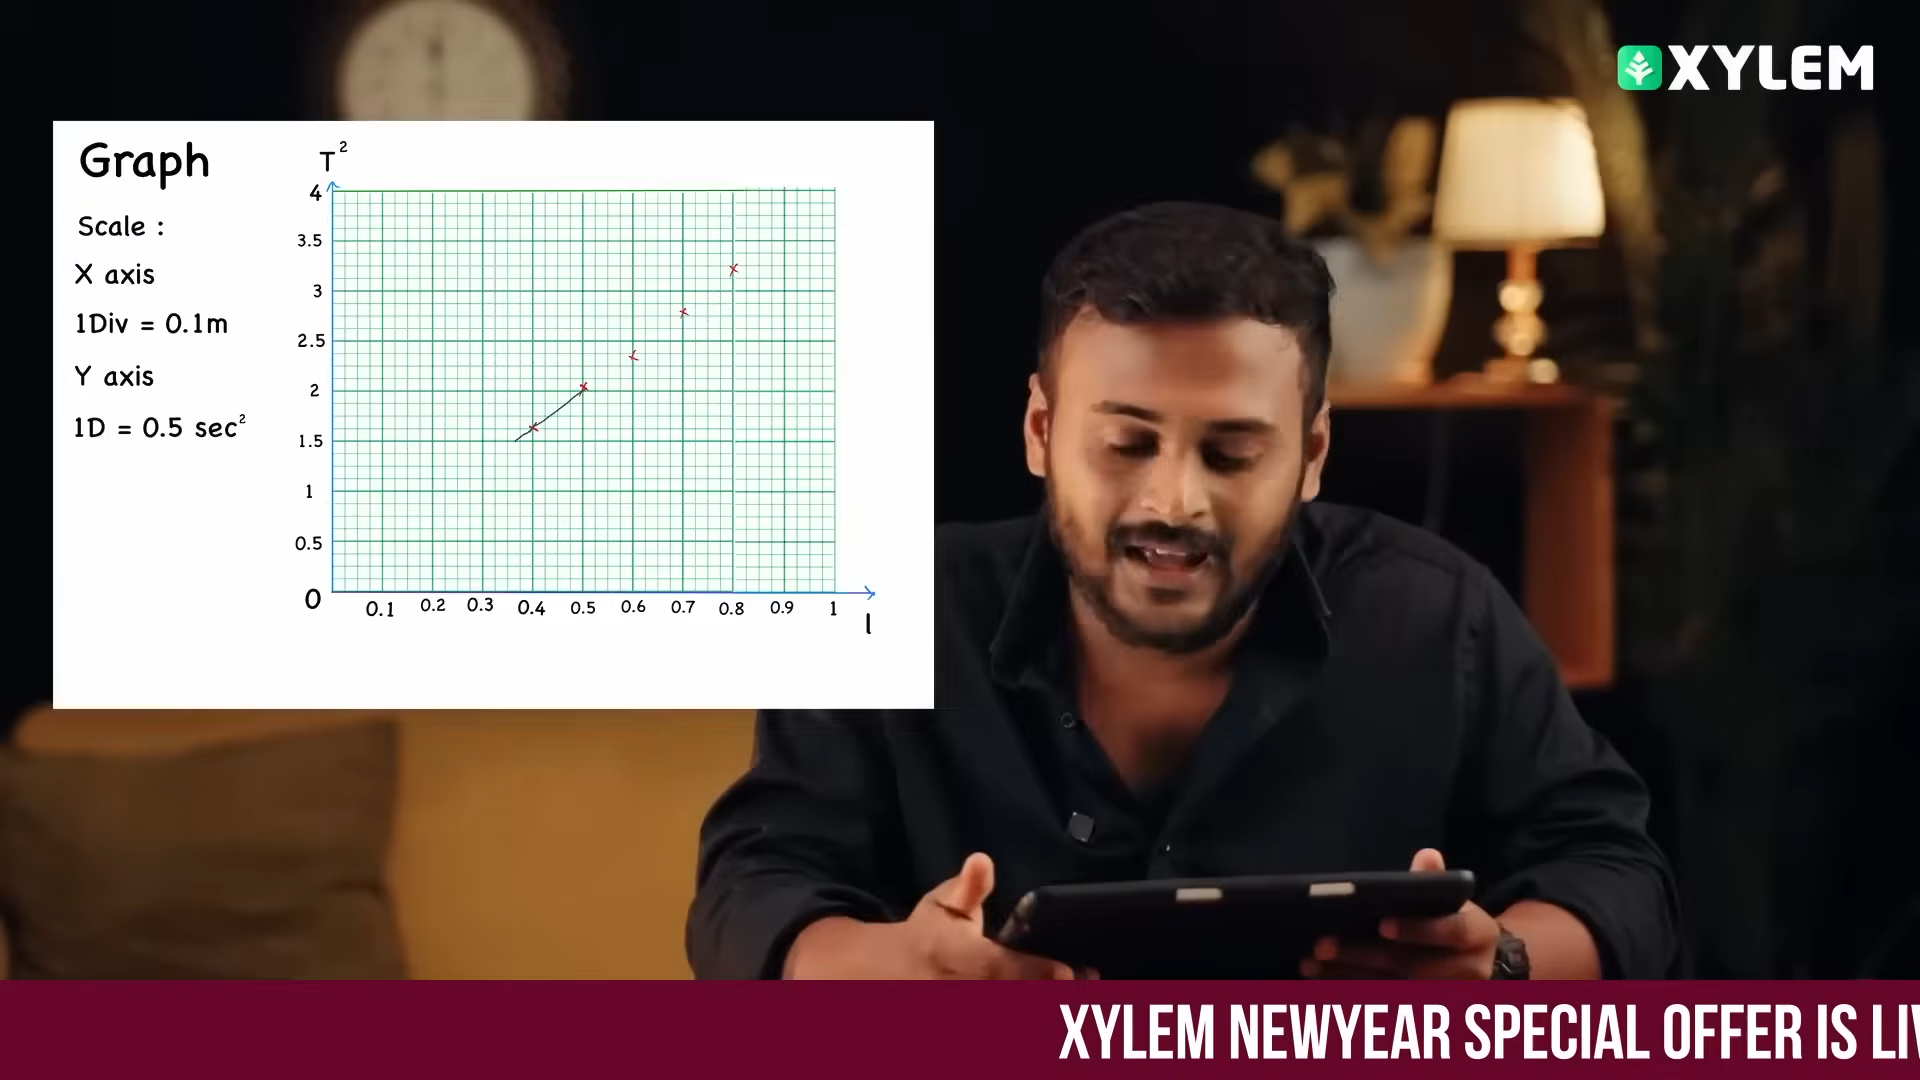 XYLEM
Graph
Scale :
X axis
1Div = 0.1m
Y axis
1D = 0.5 sec²
T²
4
3.5
3
2.5
2
1.5
1
0.5
0
0.1 0.2 0.3 0.4 0.5 0.6 0.7 0.8 0.9 1
l
XYLEM NEWYEAR SPECIAL OFFER IS LIV